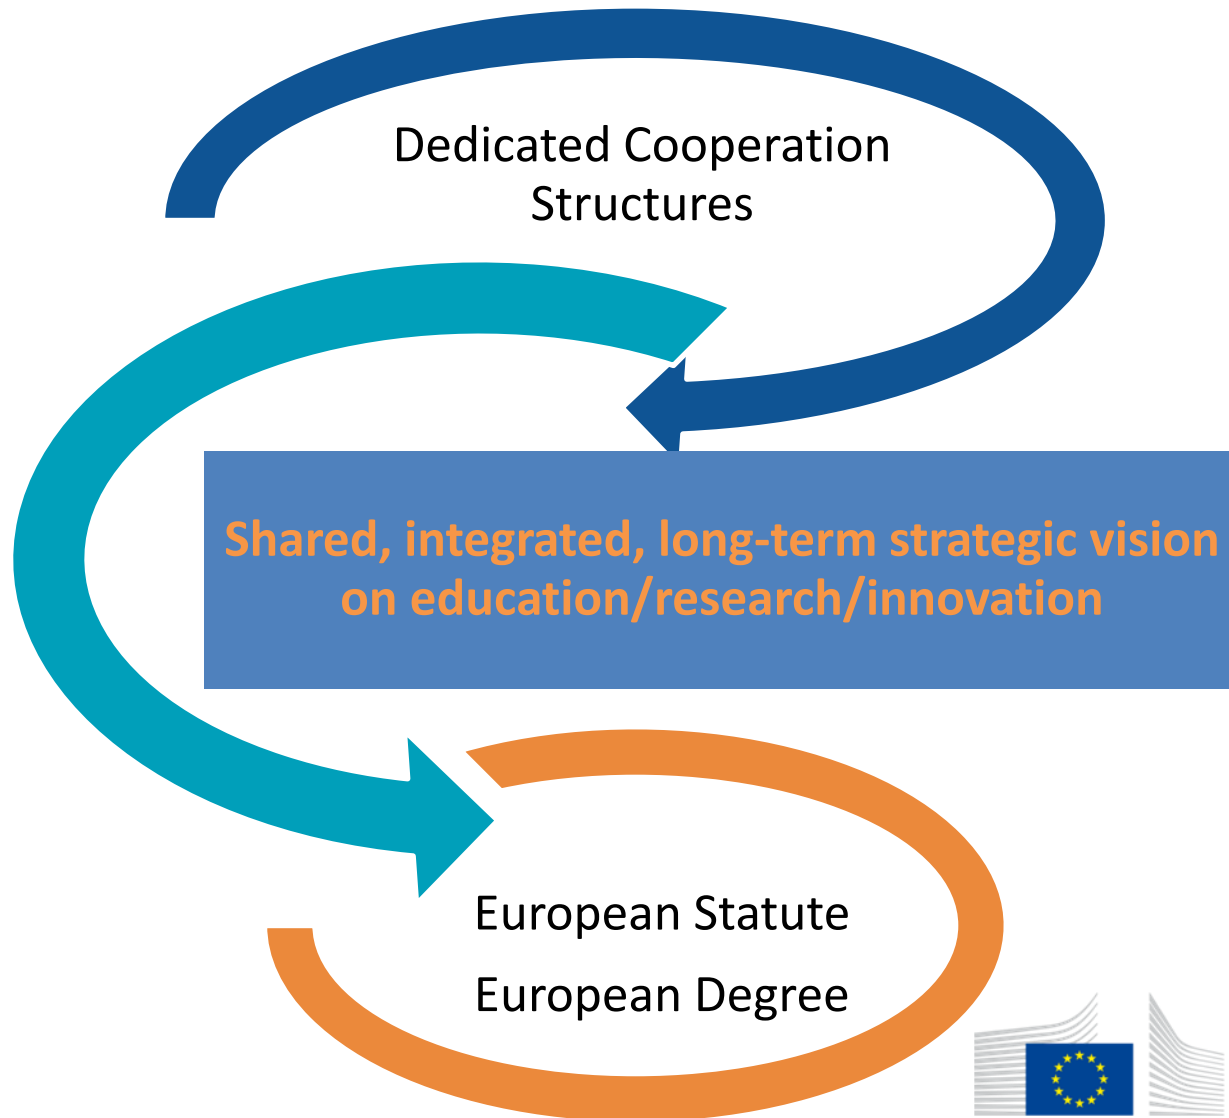 Dedicated Cooperation
Structures
Shared, integrated, long-term strategic vision
on education/research/innovation
European Statute
European Degree